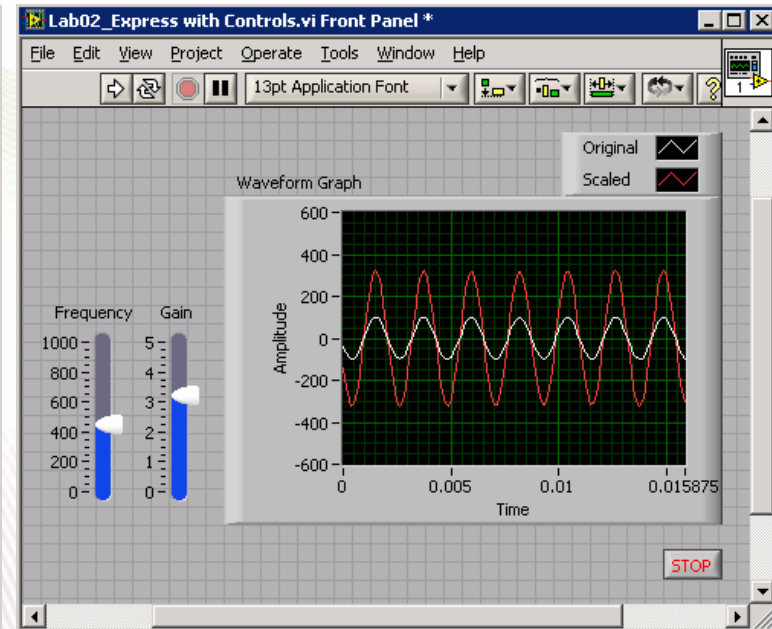 Lab02_Express with Controls.vi Front Panel *
File Edit View Project Operate Tools Window Help
13pt Application Font
?
1
Original
Scaled
Waveform Graph
Frequency
1000
800
600
400
200
0
Gain
5
4
3
2
1
0
Amplitude
600
400
200
0
-200
-400
-600
0 0.005 0.01 0.015875
Time
STOP